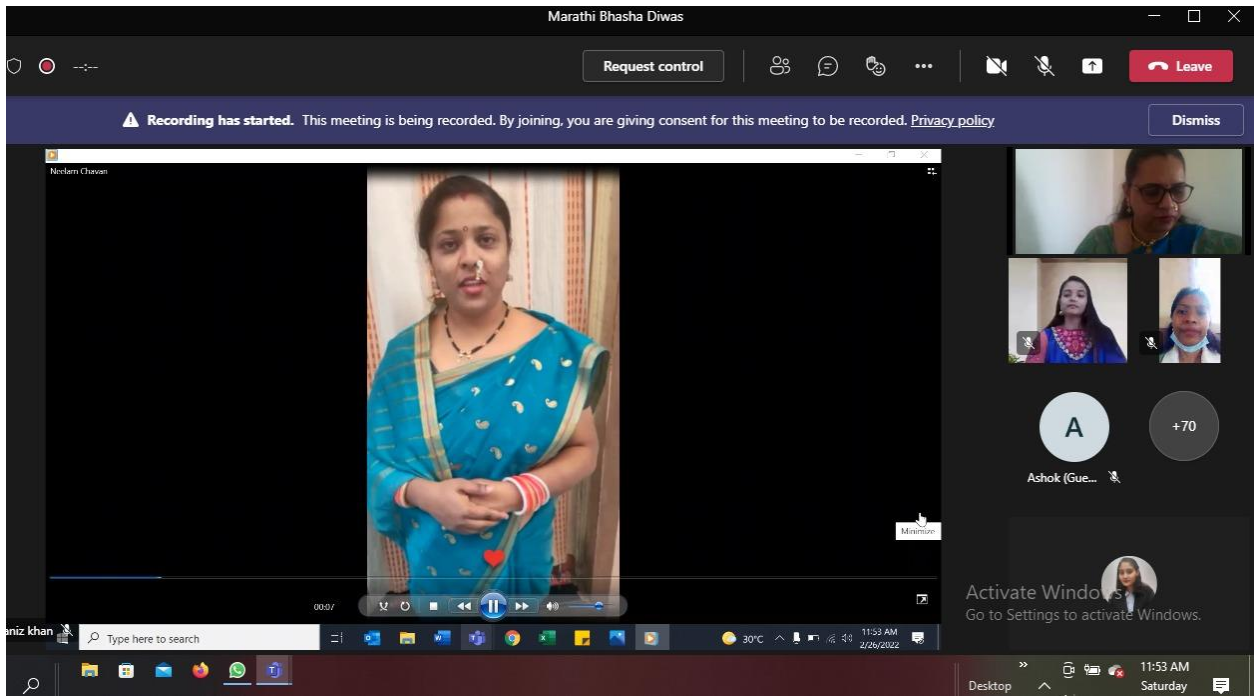 Marathi Bhasha Diwas
--:--
Request control
Leave
Recording has started. This meeting is being recorded. By joining, you are giving consent for this meeting to be recorded. Privacy policy
Dismiss
Neelam Chavan
A
+70
Ashok (Gue...
Minimize
00:07
Activate Windows
Go to Settings to activate Windows.
aniz khan
Type here to search
30°C
11:53 AM
2/26/2022
Desktop
11:53 AM
Saturday